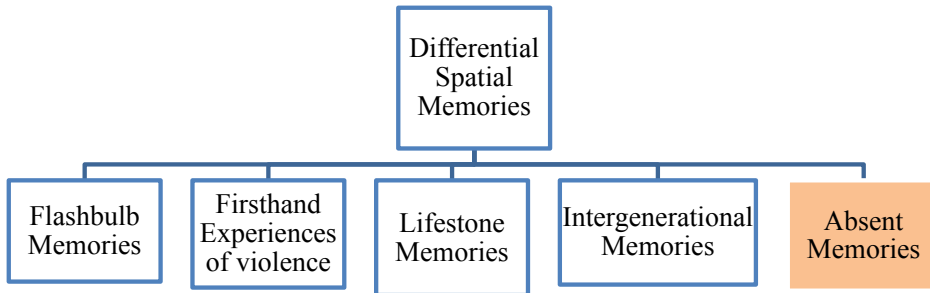 Differential
Spatial
Memories
Flashbulb
Memories
Firsthand
Experiences
of violence
Lifestone
Memories
Intergenerational
Memories
Absent
Memories